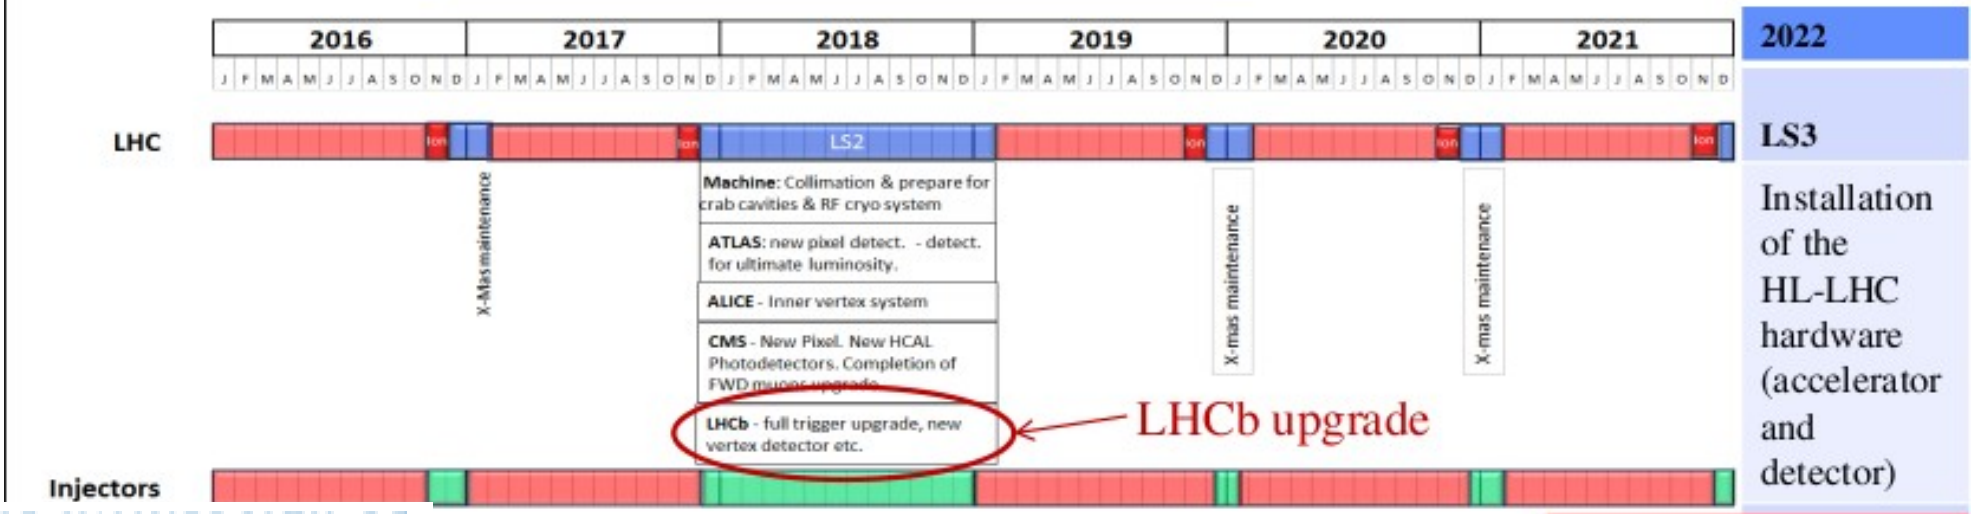 2016 2017 2018 2019 2020 2021 2022
J F M A M J J A S O N D J F M A M J J A S O N D J F M A M J J A S O N D J F M A M J J A S O N D J F M A M J J A S O N D J F M A M J J A S O N D
LHC Ion Ion LS2 Ion Ion Ion LS3
X-Mas maintenance
Machine: Collimation & prepare for
crab cavities & RF cryo system
ATLAS: new pixel detect. - detect.
for ultimate luminosity.
ALICE - Inner vertex system
CMS - New Pixel. New HCAL
Photodetectors. Completion of
FWD muons upgrade
LHCb - full trigger upgrade, new
vertex detector etc.
LHCb upgrade
X-mas maintenance
X-mas maintenance
Installation
of the
HL-LHC
hardware
(accelerator
and
detector)
Injectors